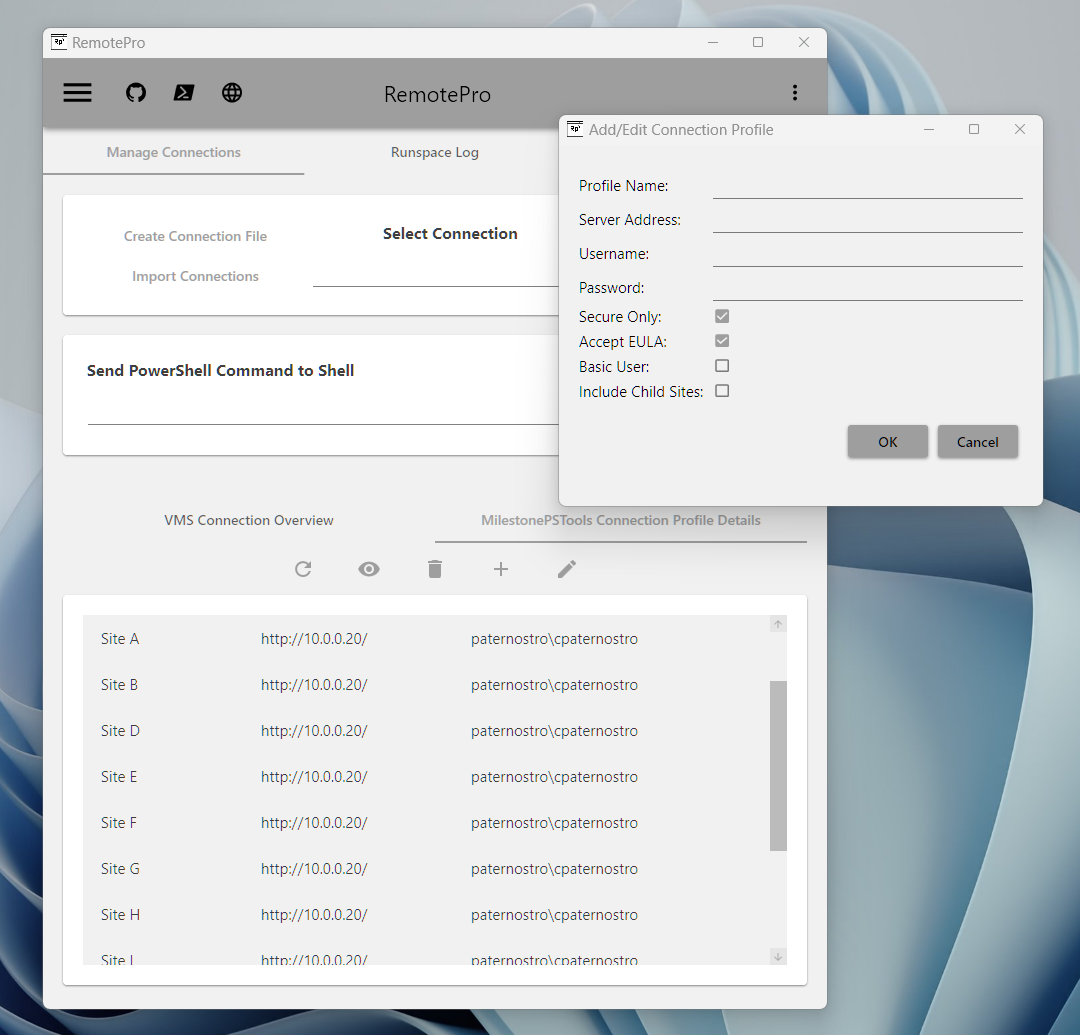 RemotePro
RemotePro
Manage Connections
Runspace Log
Create Connection File
Import Connections
Select Connection
Send PowerShell Command to Shell
Add/Edit Connection Profile
Profile Name:
Server Address:
Username:
Password:
Secure Only:
Accept EULA:
Basic User:
Include Child Sites:
OK
Cancel
VMS Connection Overview
MilestonePSTools Connection Profile Details
Site A http://10.0.0.20/ paternostro\cpaternostro
Site B http://10.0.0.20/ paternostro\cpaternostro
Site D http://10.0.0.20/ paternostro\cpaternostro
Site E http://10.0.0.20/ paternostro\cpaternostro
Site F http://10.0.0.20/ paternostro\cpaternostro
Site G http://10.0.0.20/ paternostro\cpaternostro
Site H http://10.0.0.20/ paternostro\cpaternostro
Site I http://10.0.0.20/ paternostro\cpaternostro